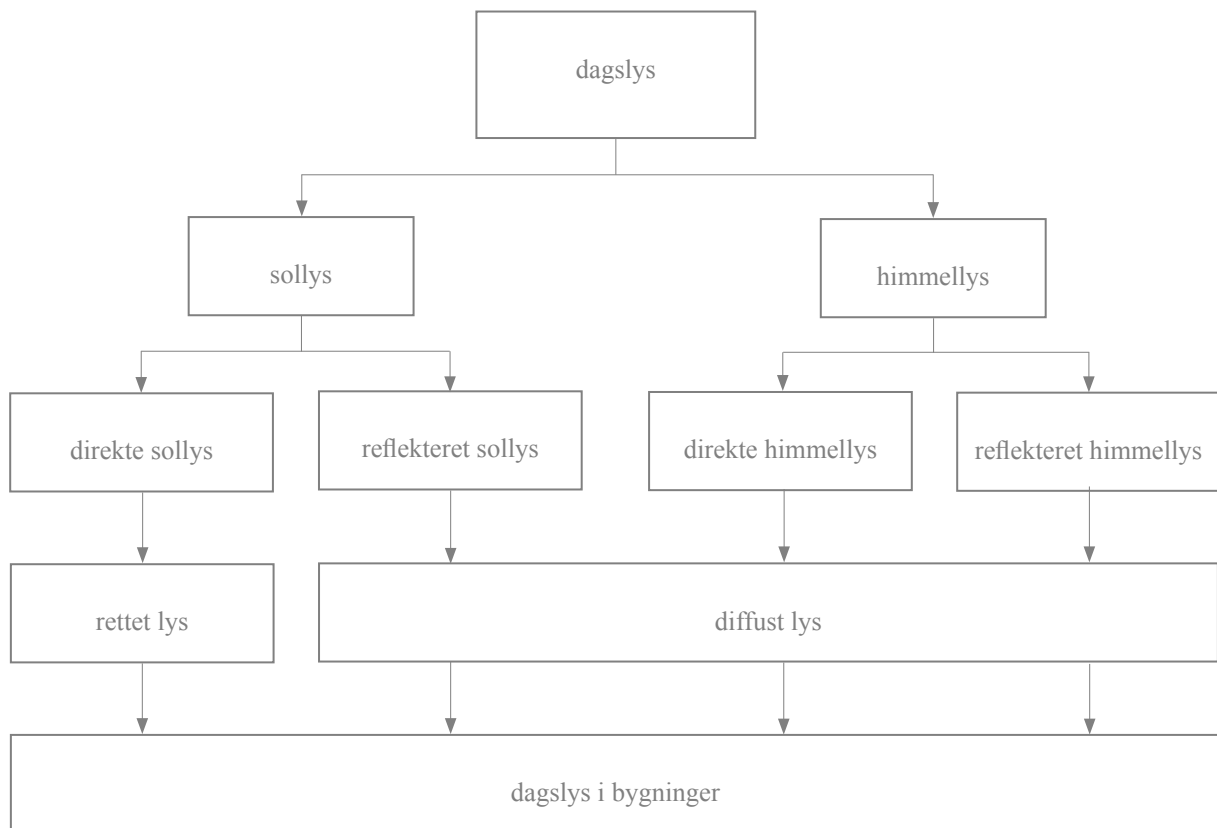 dagslys
sollys
himmellys
direkte sollys
reflekteret sollys
direkte himmellys
reflekteret himmellys
rettet lys
diffust lys
dagslys i bygninger